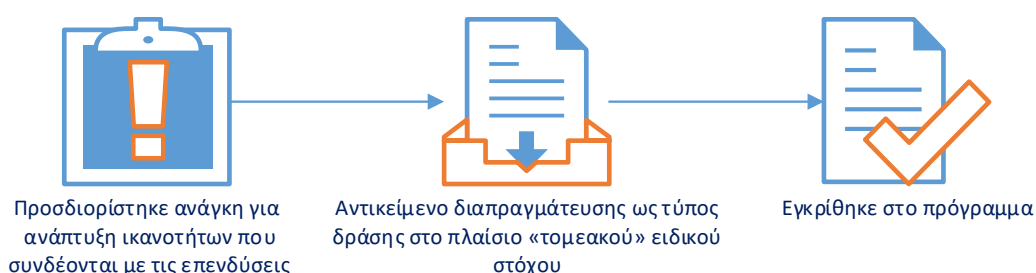 Προσδιορίστηκε ανάγκη για
ανάπτυξη ικανοτήτων που
συνδέονται με τις επενδύσεις
Αντικείμενο διαπραγμάτευσης ως τύπος
δράσης στο πλαίσιο «τομεακού» ειδικού
στόχου
Εγκρίθηκε στο πρόγραμμα